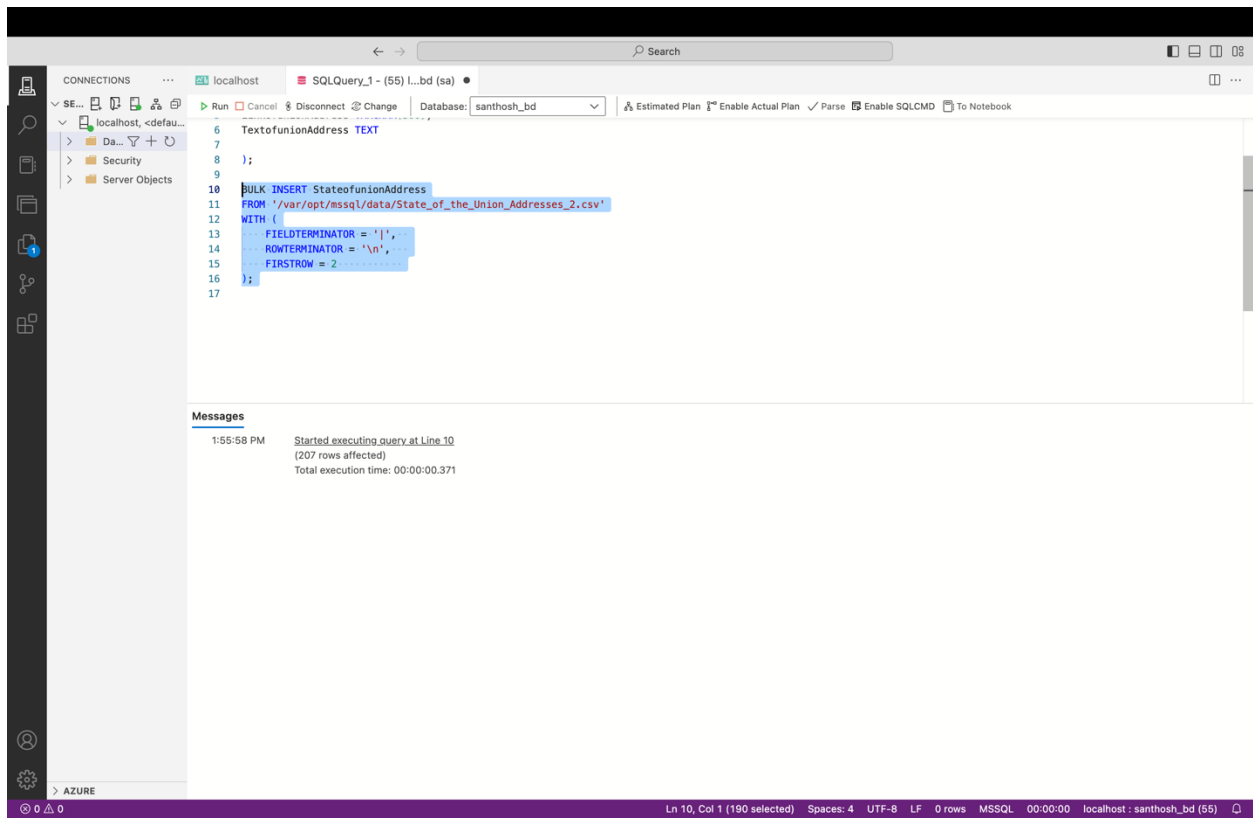 Search
CONNECTIONS ...
localhost
SQLQuery_1 - (55) l...bd (sa)
SE...
Run Cancel Disconnect Change Database: santhosh_bd Estimated Plan Enable Actual Plan Parse Enable SQLCMD To Notebook
localhost, <defau...
Da...
Security
Server Objects
6 TextofunionAddress TEXT
7
8 );
9
10 BULK INSERT StateofunionAddress
11 FROM '/var/opt/mssql/data/State_of_the_Union_Addresses_2.csv'
12 WITH (
13 FIELDTERMINATOR = '|',
14 ROWTERMINATOR = '\n',
15 FIRSTROW = 2
16 );
17
Messages
1:55:58 PM Started executing query at Line 10
(207 rows affected)
Total execution time: 00:00:00.371
1
AZURE
0 0
Ln 10, Col 1 (190 selected) Spaces: 4 UTF-8 LF 0 rows MSSQL 00:00:00 localhost : santhosh_bd (55)